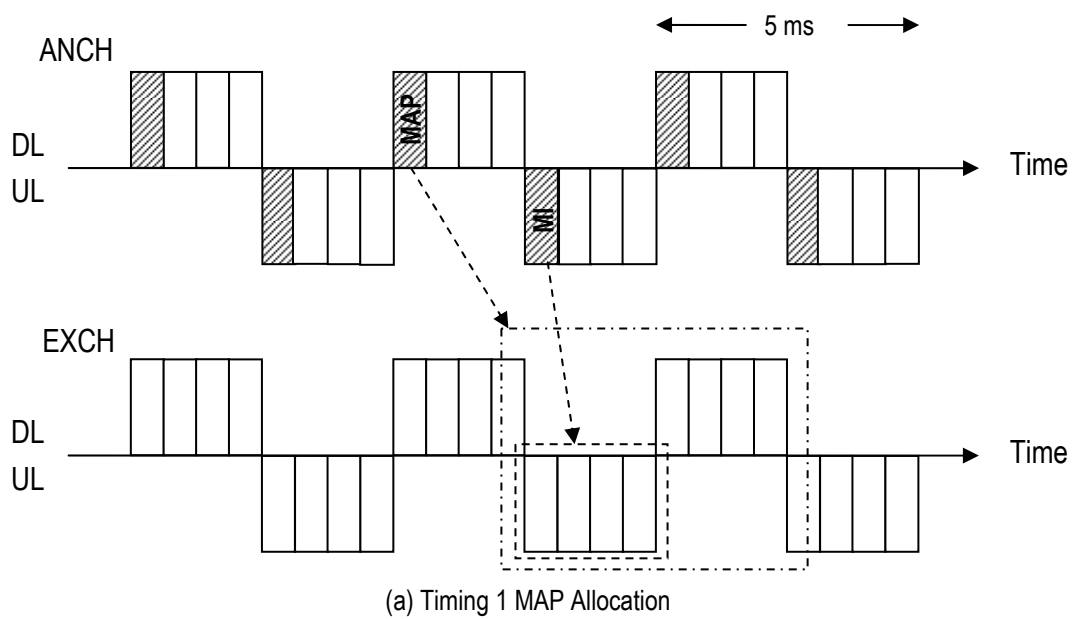 5 ms
ANCH
MAP
DL
UL
Time
MI
EXCH
DL
UL
Time
(a) Timing 1 MAP Allocation